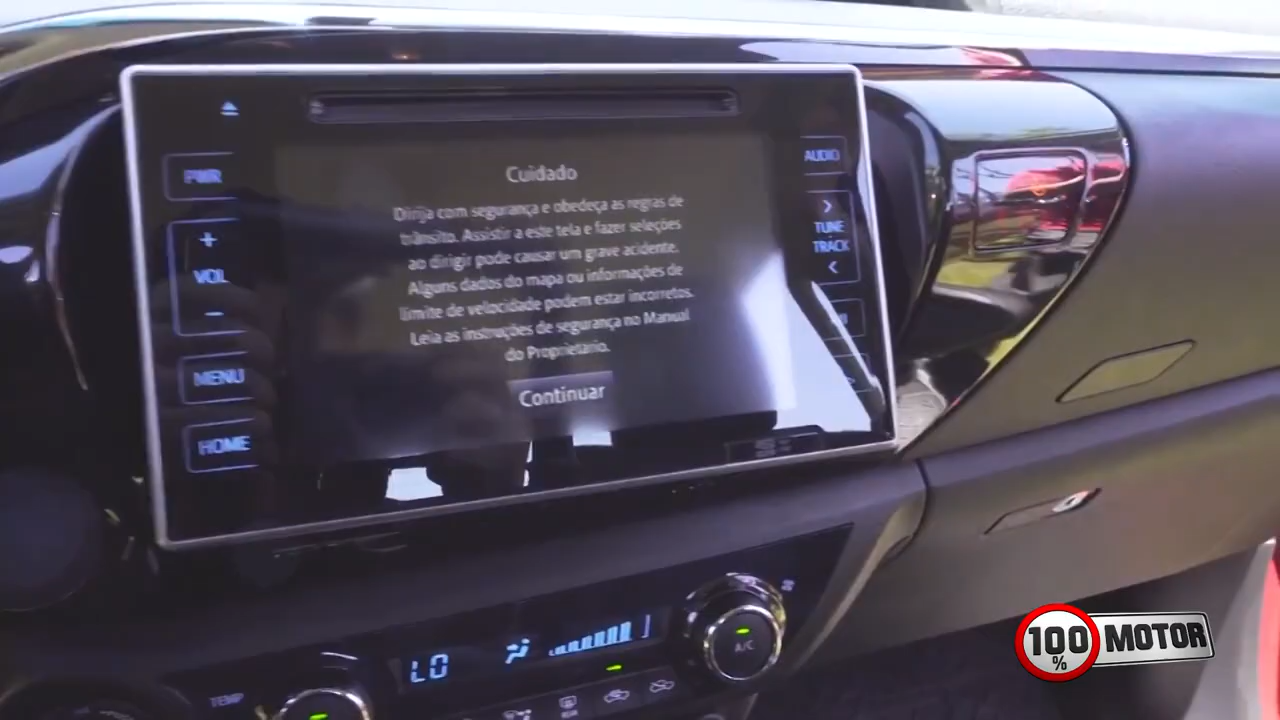 PWR
+
VOL
-
MENU
HOME
Cuidado
Dirija com segurança e obedeça as regras de
trânsito. Assistir a este tela e fazer seleções
ao dirigir pode causar um grave acidente.
Alguns dados do mapa ou informações de
limite de velocidade podem estar incorretos.
Leia as instruções de segurança no Manual
do Proprietário.
Continuar
AUDIO
>
TUNE
TRACK
<
TEMP
LO
A/C
100
%
MOTOR